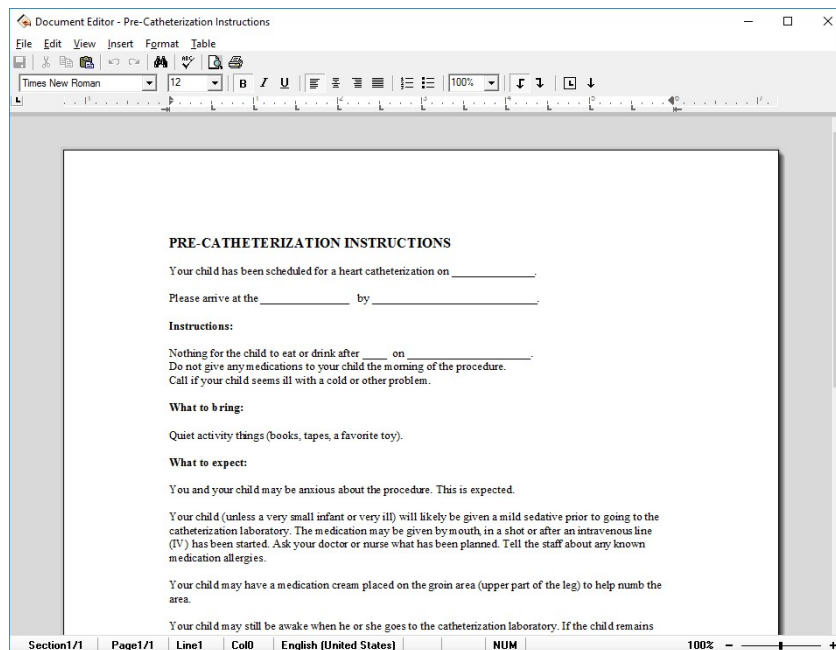 Document Editor - Pre-Catheterization Instructions
File Edit View Insert Format Table
ABC
Times New Roman 12 B I U 100% L
PRE-CATHETERIZATION INSTRUCTIONS
Your child has been scheduled for a heart catheterization on _______________.
Please arrive at the ________________ by ______________________________.
Instructions:
Nothing for the child to eat or drink after ____ on ______________________.
Do not give any medications to your child the morning of the procedure.
Call if your child seems ill with a cold or other problem.
What to bring:
Quiet activity things (books, tapes, a favorite toy).
What to expect:
You and your child may be anxious about the procedure. This is expected.
Your child (unless a very small infant or very ill) will likely be given a mild sedative prior to going to the
catheterization laboratory. The medication may be given by mouth, in a shot or after an intravenous line
(IV) has been started. Ask your doctor or nurse what has been planned. Tell the staff about any known
medication allergies.
Your child may have a medication cream placed on the groin area (upper part of the leg) to help numb the
area.
Your child may still be awake when he or she goes to the catheterization laboratory. If the child remains
Section1/1 Page1/1 Line1 Col0 English (United States) NUM 100% - +